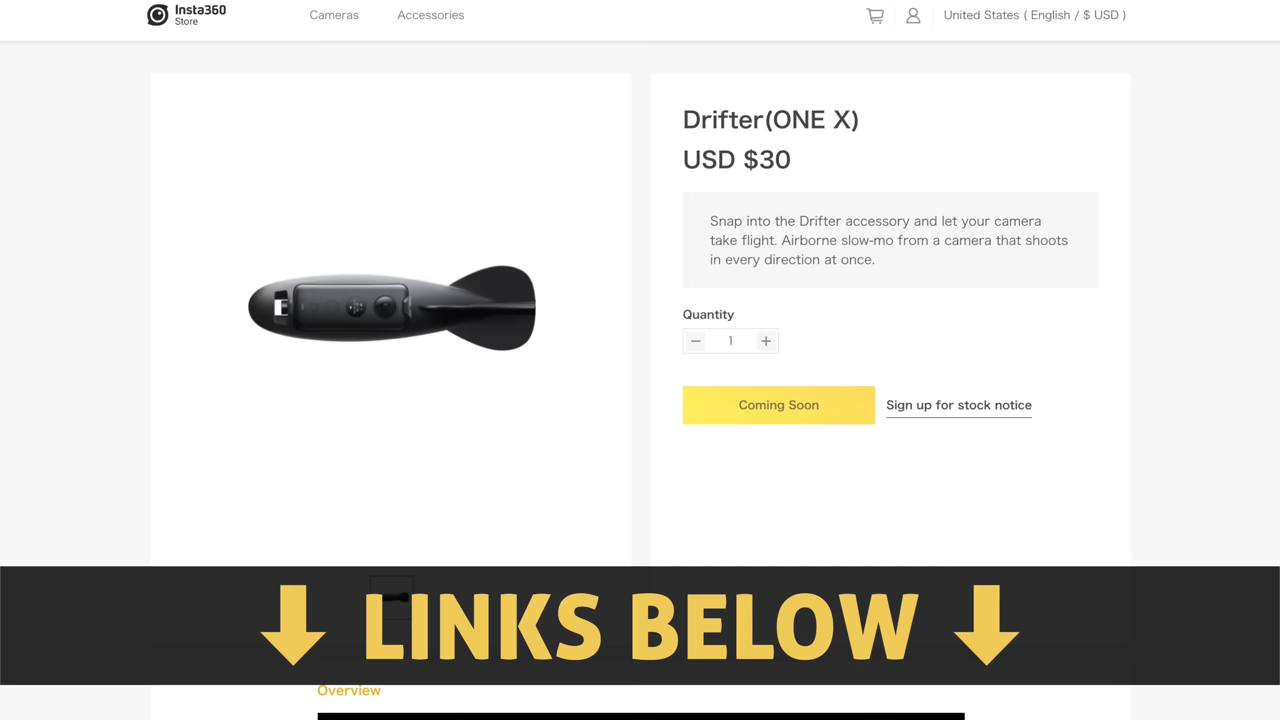 Insta360
Store
Cameras
Accessories
United States ( English / $ USD )
Drifter(ONE X)
USD $30
Snap into the Drifter accessory and let your camera
take flight. Airborne slow-mo from a camera that shoots
in every direction at once.
Quantity
1
Coming Soon
Sign up for stock notice
LINKS BELOW
Overview